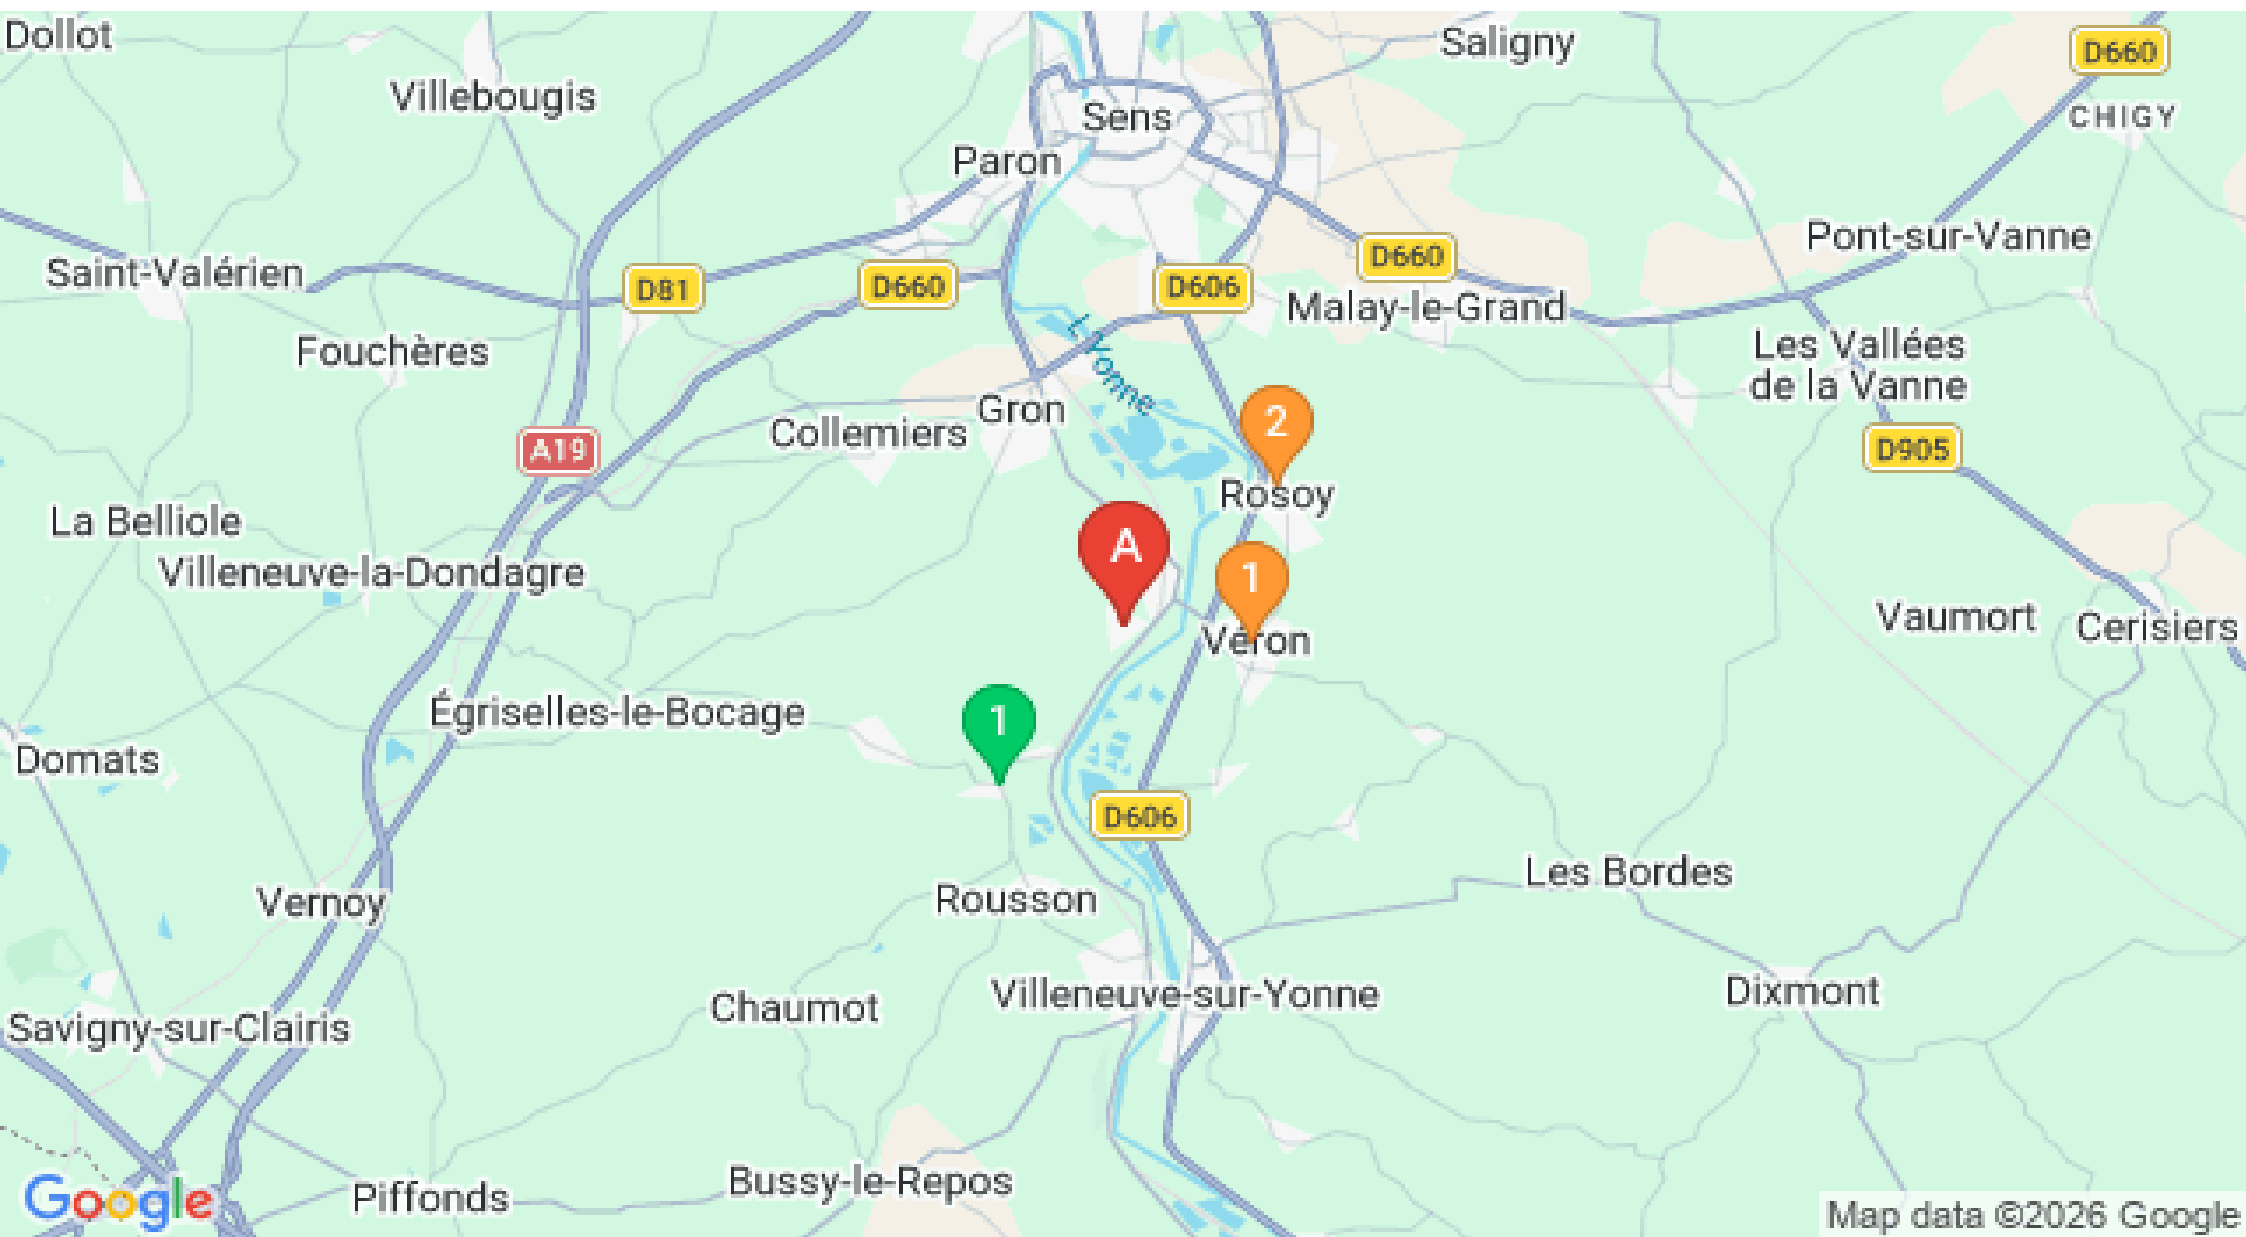 Dollot
Saligny
D660
Villebougis
CHIGY
Sens
Paron
Pont-sur-Vanne
D660
Saint-Valérien
D81
D660
D606
Malay-le-Grand
Fouchères
L'Yonne
Les Vallées
de la Vanne
Gron
2
Collemiers
A19
D905
Rosoy
La Belliole
A
Villeneuve-la-Dondagre
1
Vaumort
Cerisiers
Véron
Égriselles-le-Bocage
1
Domats
D606
Les Bordes
Rousson
Vernoy
Villeneuve-sur-Yonne
Dixmont
Chaumot
Savigny-sur-Clairis
Bussy-le-Repos
Piffonds
Google
Map data ©2026 Google